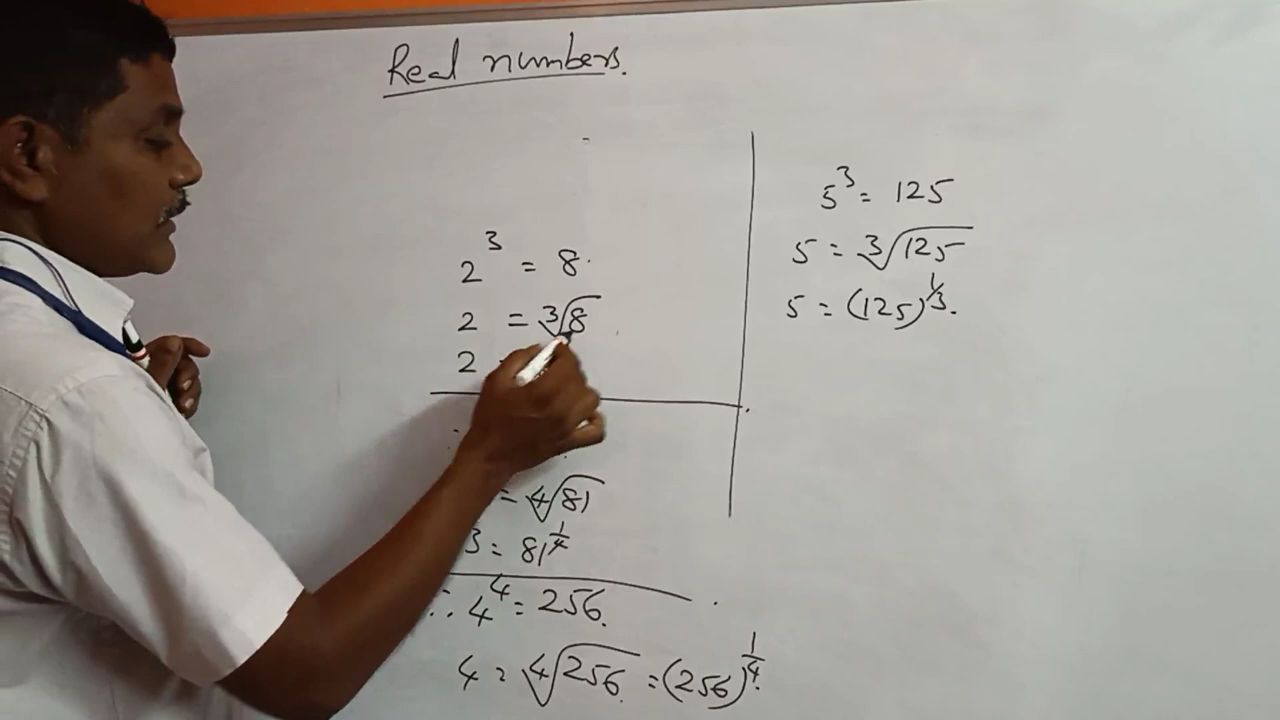 Real numbers.
2³ = 8.
2 = ∛8
2
= ∜81
3 = 81^1/4
∴ 4⁴ = 256.
4 = ∜256 = (256)^1/4.
5³ = 125
5 = ∛125
5 = (125)^1/3.